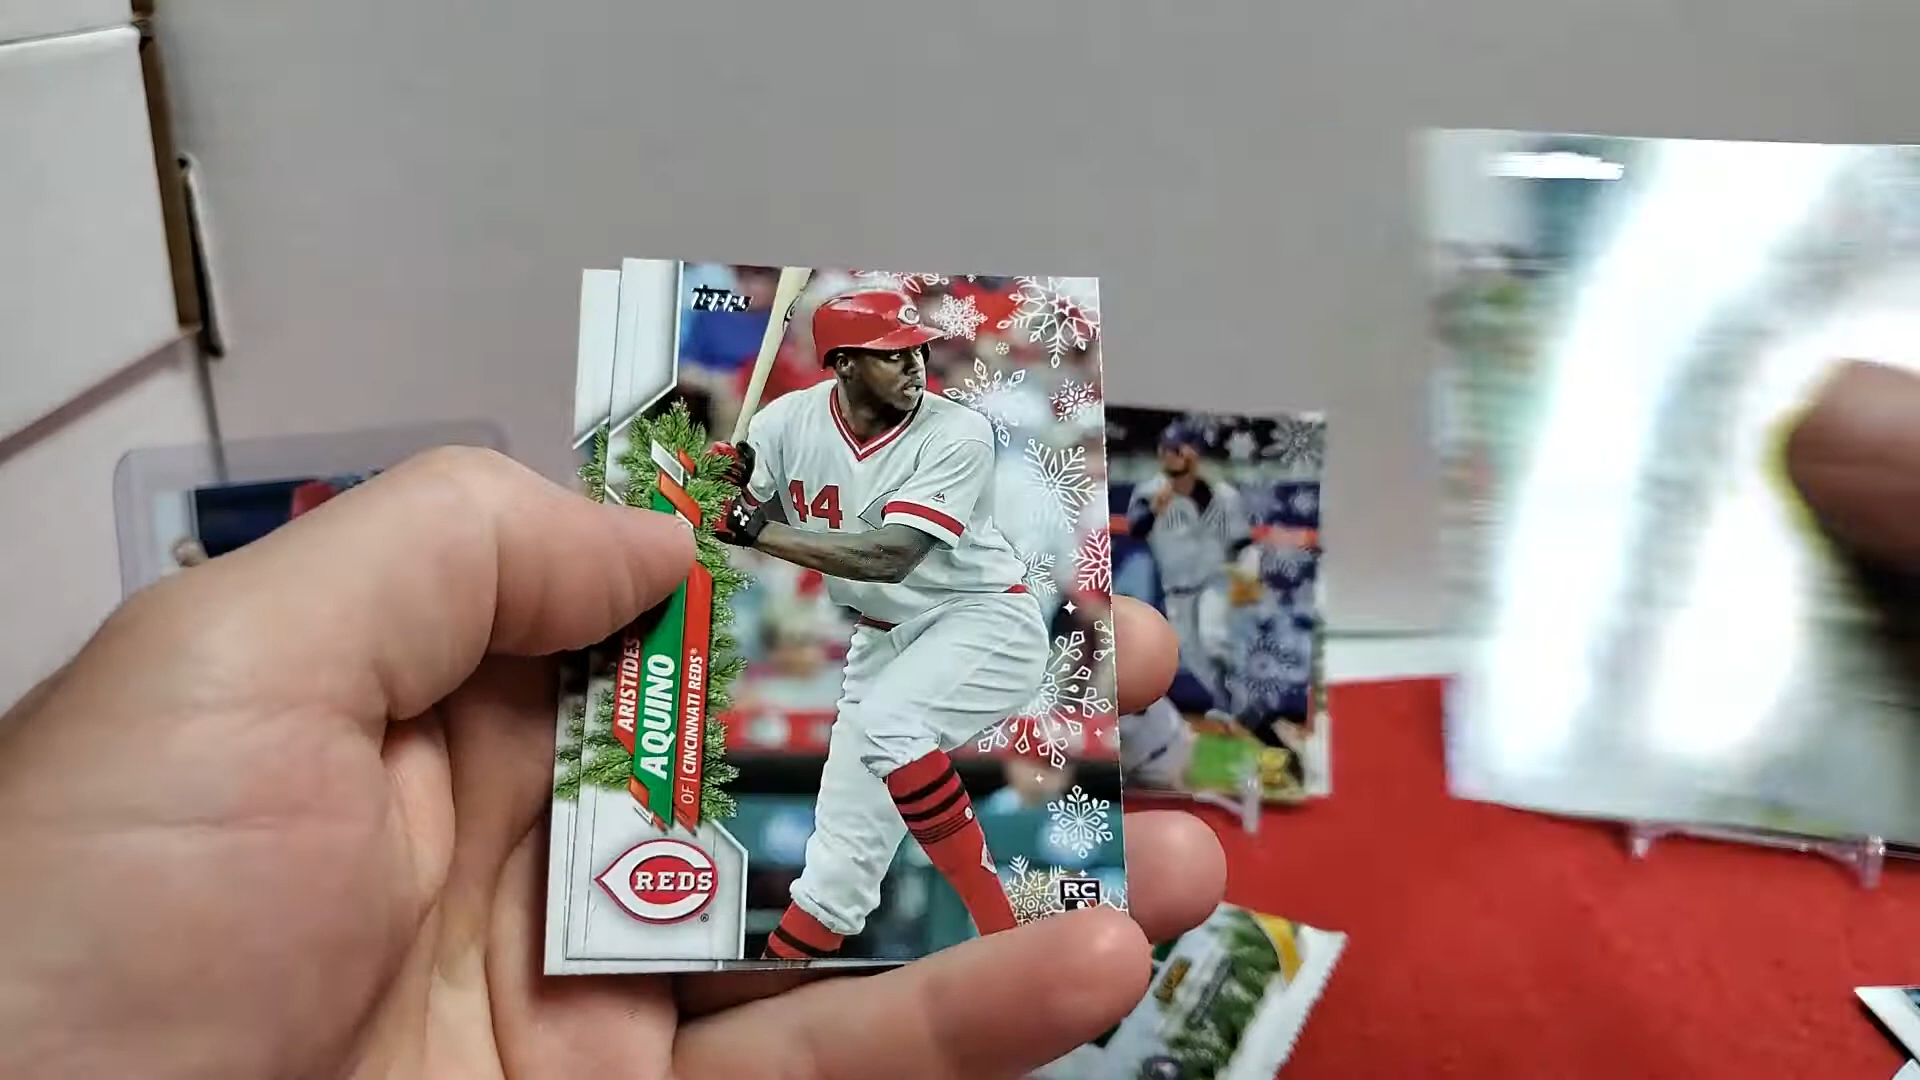 Topps
C
44
ARISTIDES
AQUINO
OF | CINCINNATI REDS®
REDS®
RC